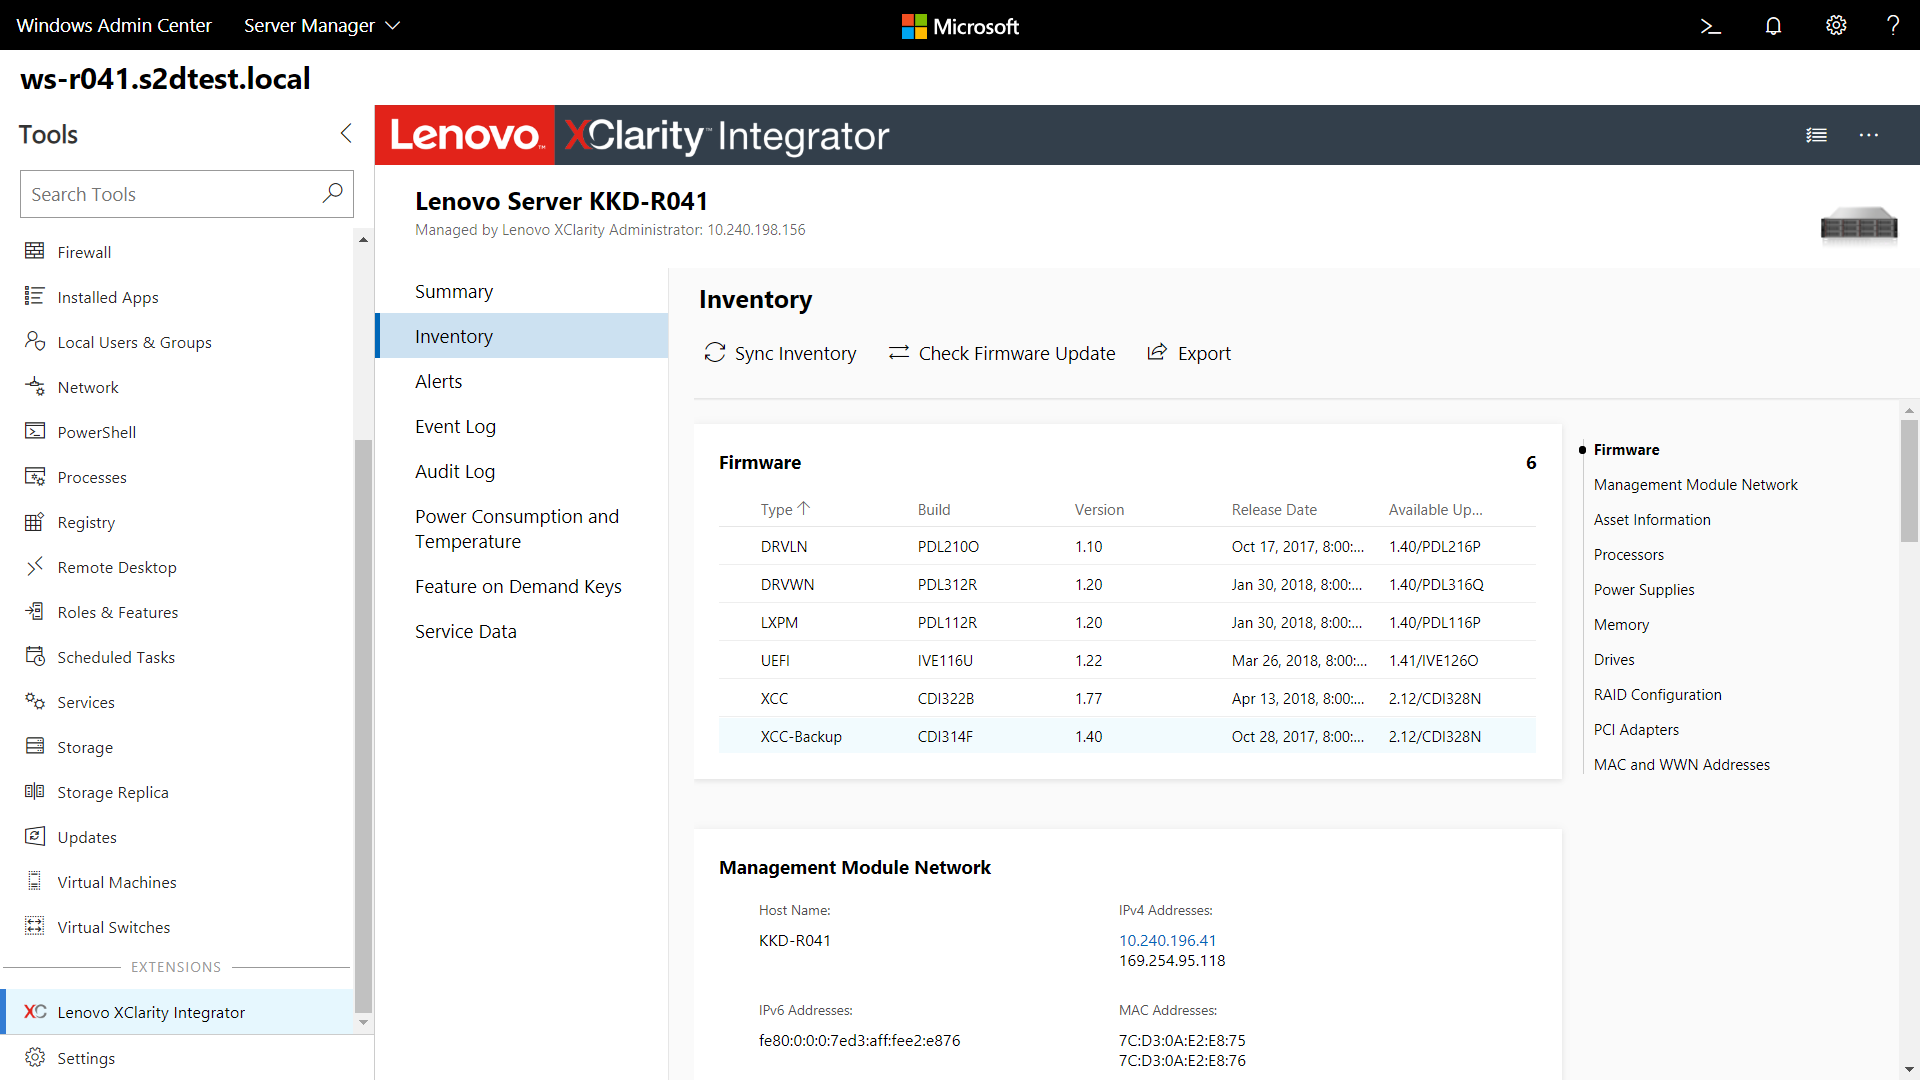 Windows Admin Center
Server Manager
Microsoft
ws-r041.s2dtest.local
Tools
Search Tools
Firewall
Installed Apps
Local Users & Groups
Network
PowerShell
Processes
Registry
Remote Desktop
Roles & Features
Scheduled Tasks
Services
Storage
Storage Replica
Updates
Virtual Machines
Virtual Switches
EXTENSIONS
XC Lenovo XClarity Integrator
Settings
Lenovo™ XClarity™ Integrator
Lenovo Server KKD-R041
Managed by Lenovo XClarity Administrator: 10.240.198.156
Summary
Inventory
Alerts
Event Log
Audit Log
Power Consumption and
Temperature
Feature on Demand Keys
Service Data
Inventory
Sync Inventory
Check Firmware Update
Export
Firmware 6
Type Build Version Release Date Available Up...
DRVLN PDL210O 1.10 Oct 17, 2017, 8:00:... 1.40/PDL216P
DRVWN PDL312R 1.20 Jan 30, 2018, 8:00:... 1.40/PDL316Q
LXPM PDL112R 1.20 Jan 30, 2018, 8:00:... 1.40/PDL116P
UEFI IVE116U 1.22 Mar 26, 2018, 8:00:... 1.41/IVE126O
XCC CDI322B 1.77 Apr 13, 2018, 8:00:... 2.12/CDI328N
XCC-Backup CDI314F 1.40 Oct 28, 2017, 8:00:... 2.12/CDI328N
Management Module Network
Host Name:
KKD-R041
IPv4 Addresses:
10.240.196.41
169.254.95.118
IPv6 Addresses:
fe80:0:0:0:7ed3:aff:fee2:e876
MAC Addresses:
7C:D3:0A:E2:E8:75
7C:D3:0A:E2:E8:76
Firmware
Management Module Network
Asset Information
Processors
Power Supplies
Memory
Drives
RAID Configuration
PCI Adapters
MAC and WWN Addresses